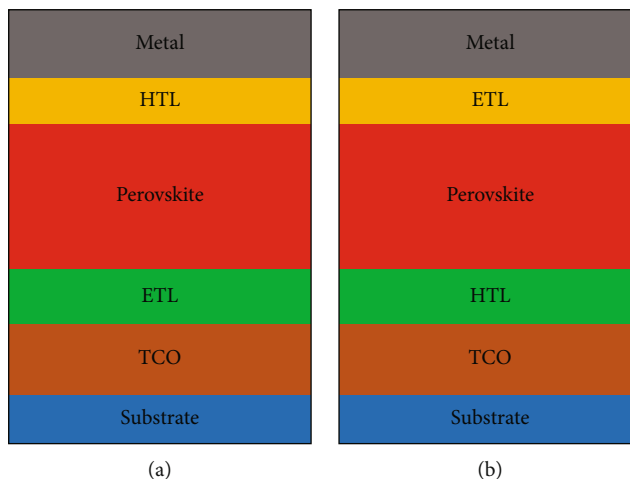 Metal
HTL
Perovskite
ETL
TCO
Substrate
(a)
Metal
ETL
Perovskite
HTL
TCO
Substrate
(b)